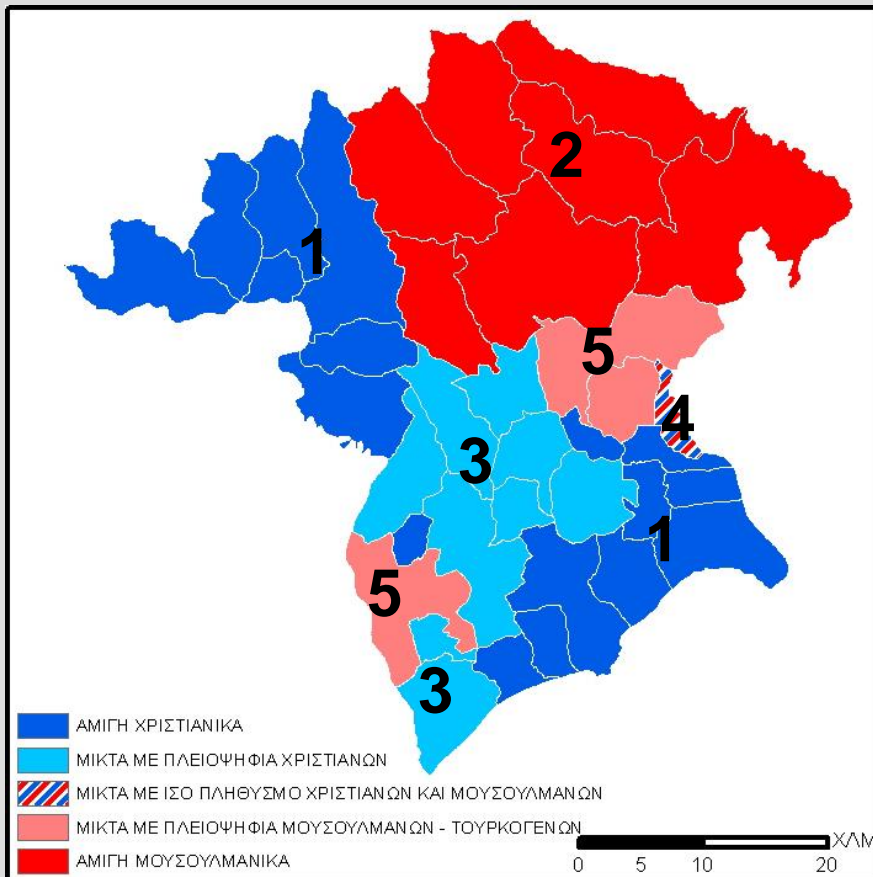 2
1
5
4
3
1
5
3
ΑΜΙΓΗ ΧΡΙΣΤΙΑΝΙΚΑ
ΜΙΚΤΑ ΜΕ ΠΛΕΙΟΨΗΦΙΑ ΧΡΙΣΤΙΑΝΩΝ
ΜΙΚΤΑ ΜΕ ΙΣΟ ΠΛΗΘΥΣΜΟ ΧΡΙΣΤΙΑΝΩΝ ΚΑΙ ΜΟΥΣΟΥΛΜΑΝΩΝ
ΜΙΚΤΑ ΜΕ ΠΛΕΙΟΨΗΦΙΑ ΜΟΥΣΟΥΛΜΑΝΩΝ - ΤΟΥΡΚΟΓΕΝΩΝ
ΑΜΙΓΗ ΜΟΥΣΟΥΛΜΑΝΙΚΑ
ΧΛΜ
0 5 10 20